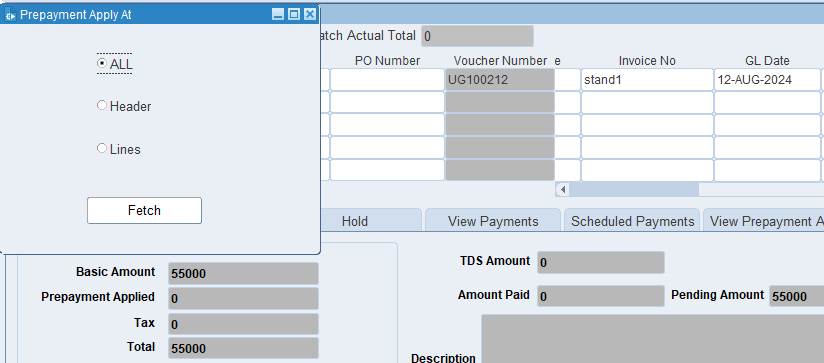 Prepayment Apply At
ALL
Header
Lines
Fetch
atch Actual Total 0
PO Number Voucher Number e Invoice No GL Date
UG100212 stand1 12-AUG-2024
Hold View Payments Scheduled Payments View Prepayment A
Basic Amount 55000
Prepayment Applied 0
Tax 0
Total 55000
TDS Amount 0
Amount Paid 0 Pending Amount 55000
Description